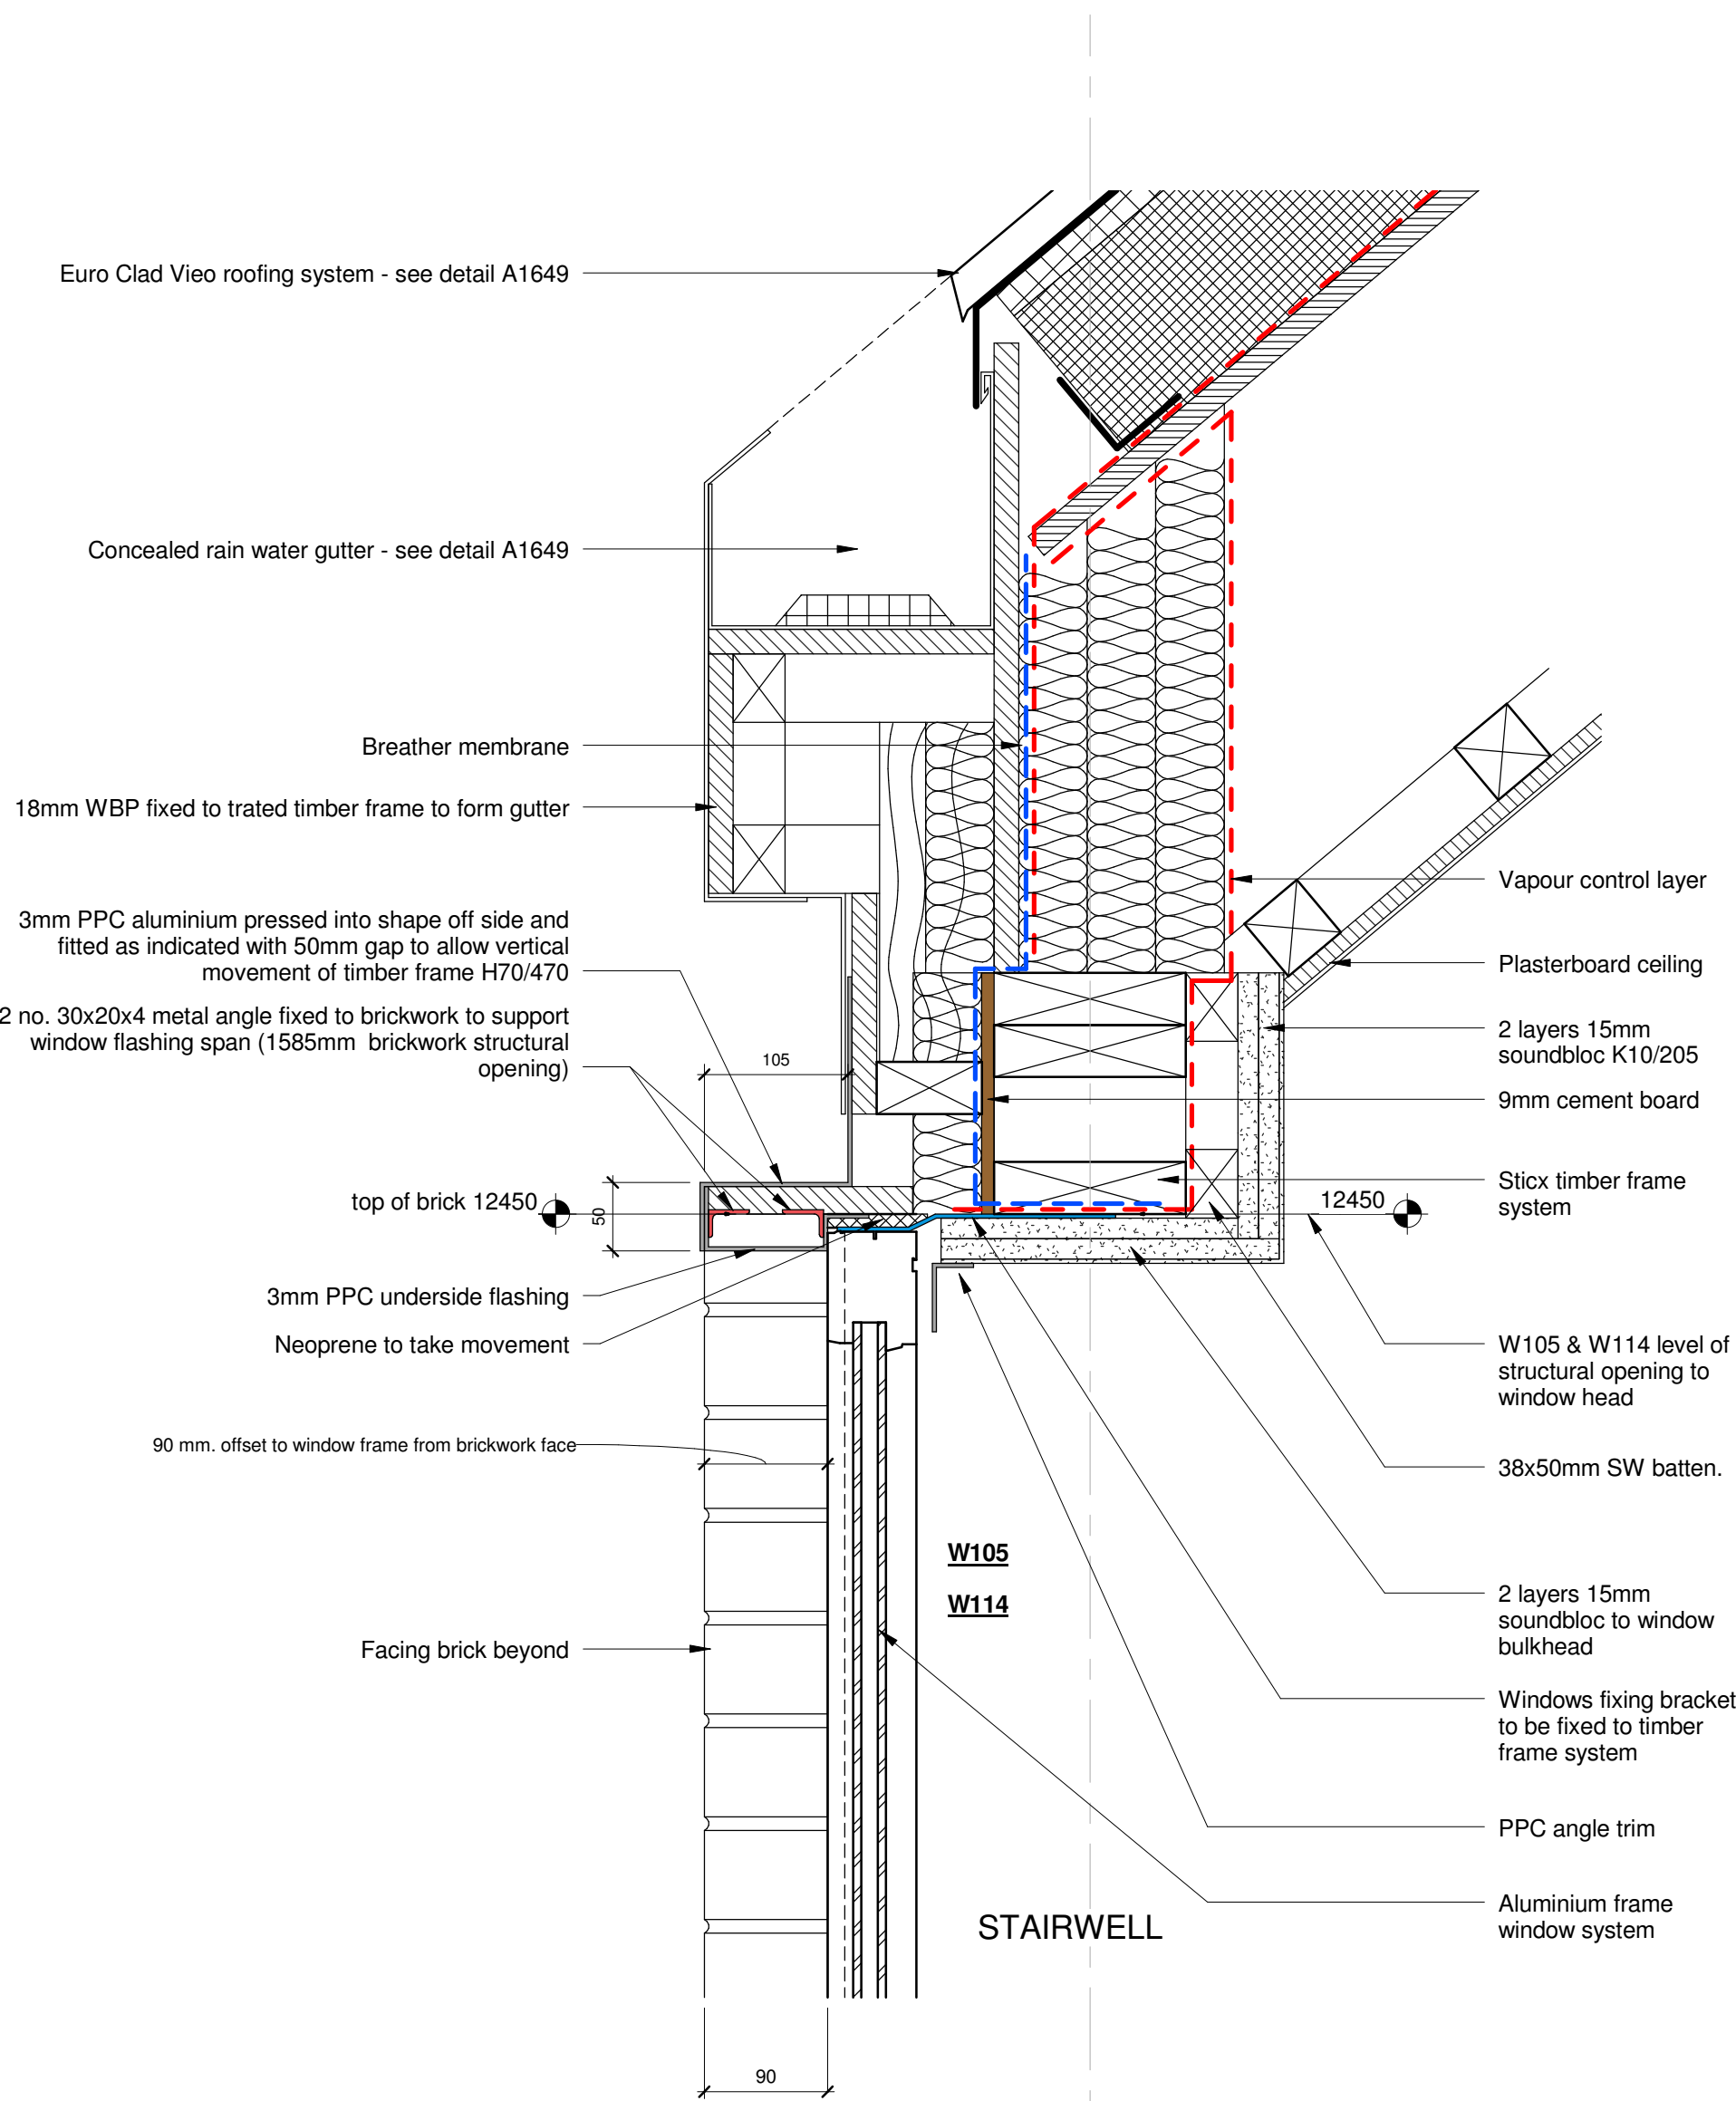 Euro Clad Vieo roofing system - see detail A1649
Concealed rain water gutter - see detail A1649
Breather membrane
18mm WBP fixed to trated timber frame to form gutter
3mm PPC aluminium pressed into shape off side and
fitted as indicated with 50mm gap to allow vertical
movement of timber frame H70/470
2 no. 30x20x4 metal angle fixed to brickwork to support
window flashing span (1585mm brickwork structural
opening)
105
top of brick 12450
50
3mm PPC underside flashing
Neoprene to take movement
90 mm. offset to window frame from brickwork face
Facing brick beyond
90
W105
W114
STAIRWELL
Vapour control layer
Plasterboard ceiling
2 layers 15mm
soundbloc K10/205
9mm cement board
Sticx timber frame
system
12450
W105 & W114 level of
structural opening to
window head
38x50mm SW batten.
2 layers 15mm
soundbloc to window
bulkhead
Windows fixing bracket
to be fixed to timber
frame system
PPC angle trim
Aluminium frame
window system